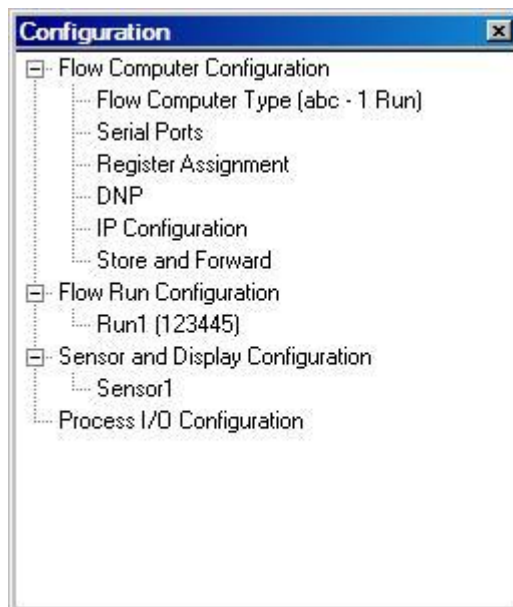 Configuration
Flow Computer Configuration
Flow Computer Type (abc - 1 Run)
Serial Ports
Register Assignment
DNP
IP Configuration
Store and Forward
Flow Run Configuration
Run1 (123445)
Sensor and Display Configuration
Sensor1
Process I/O Configuration